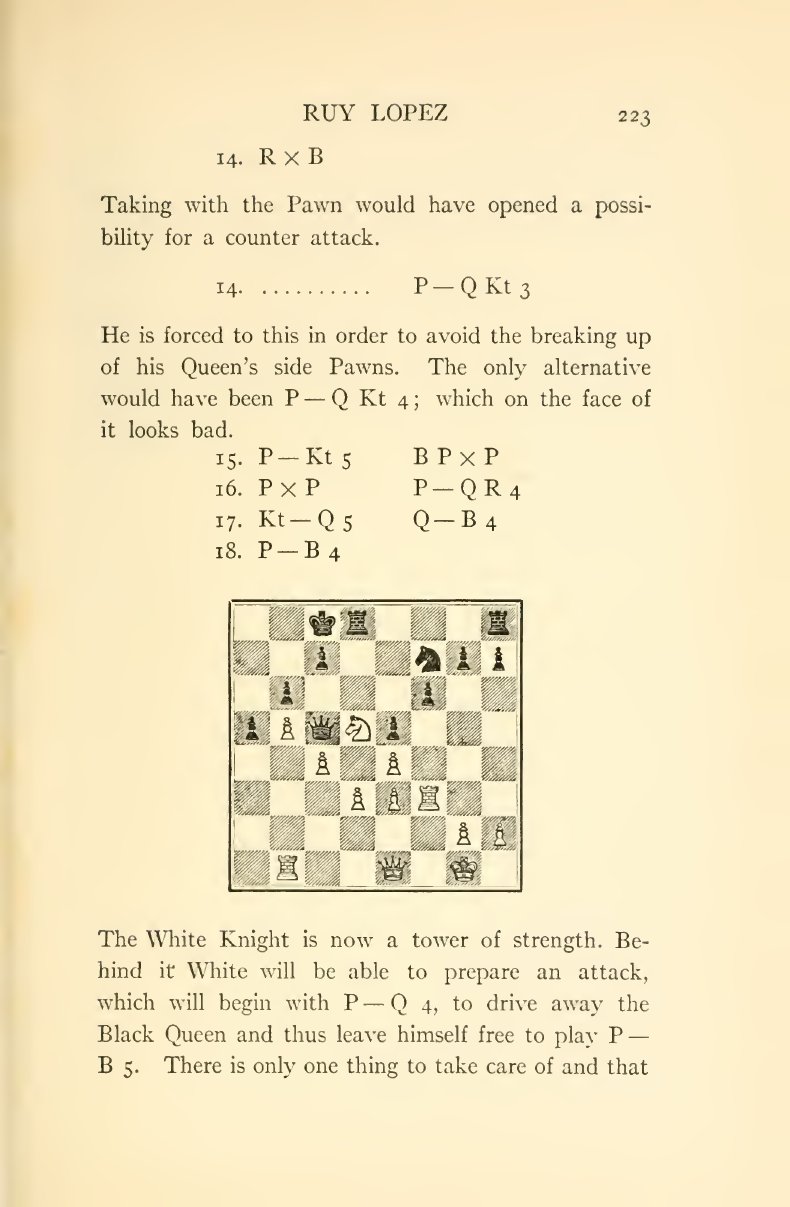 RUY LOPEZ 223
14. R × B
Taking with the Pawn would have opened a possi-
bility for a counter attack.
14. .......... P — Q Kt 3
He is forced to this in order to avoid the breaking up
of his Queen's side Pawns. The only alternative
would have been P — Q Kt 4; which on the face of
it looks bad.
15. P — Kt 5 B P × P
16. P × P P — Q R 4
17. Kt — Q 5 Q — B 4
18. P — B 4
The White Knight is now a tower of strength. Be-
hind it White will be able to prepare an attack,
which will begin with P — Q 4, to drive away the
Black Queen and thus leave himself free to play P —
B 5. There is only one thing to take care of and that